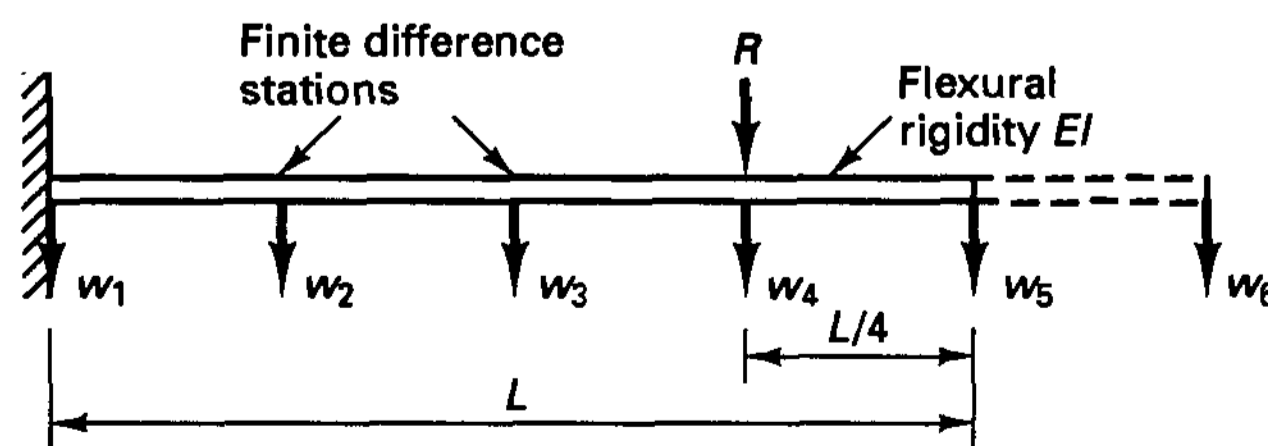 Finite difference
stations
R
Flexural
rigidity EI
w₁
w₂
w₃
w₄
w₅
w₆
L/4
L